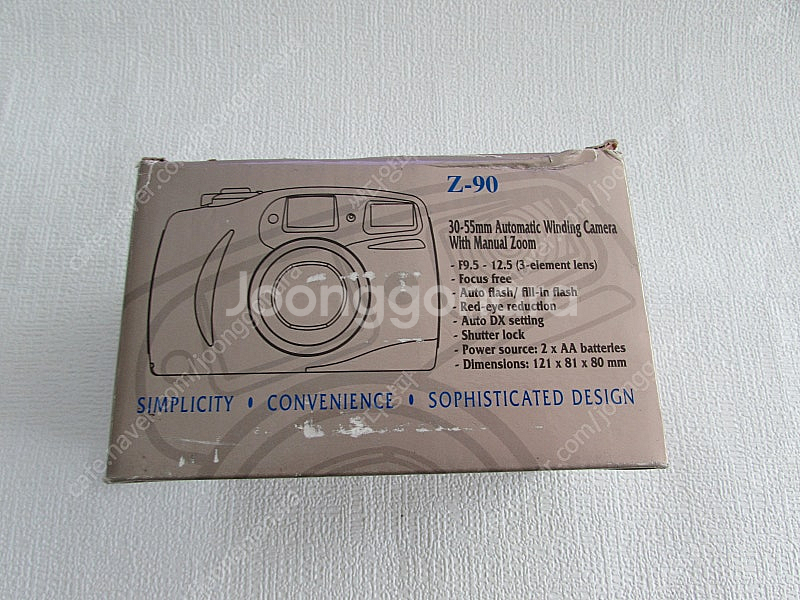 Z-90
30-55mm Automatic Winding Camera
With Manual Zoom
- F9.5 - 12.5 (3-element lens)
- Focus free
- Auto flash/ fill-in flash
- Red-eye reduction
- Auto DX setting
- Shutter lock
- Power source: 2 x AA batteries
- Dimensions: 121 x 81 x 80 mm
Joonggonara
SIMPLICITY • CONVENIENCE • SOPHISTICATED DESIGN